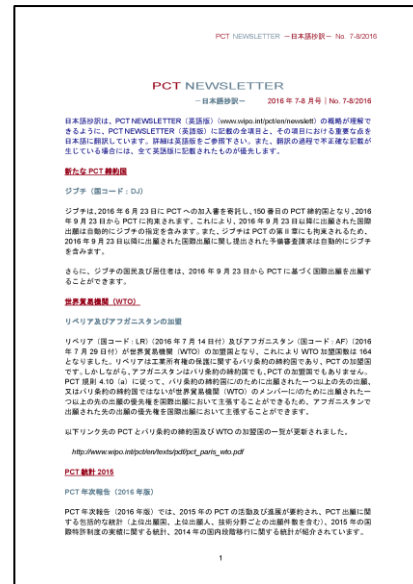 PCT NEWSLETTER －日本語抄訳－ No. 7-8/2016
PCT NEWSLETTER
－日本語抄訳－ 2016 年 7-8 月号｜No. 7-8/2016
日本語抄訳は、PCT NEWSLETTER（英語版）(www.wipo.int/pct/en/newslett) の概略が理解で
きるように、PCT NEWSLETTER（英語版）に記載の全項目と、その項目における重要な点を
日本語に翻訳しています。詳細は英語版をご参照下さい。また、翻訳の過程で不正確な記載が
生じている場合には、全て英語版に記載されたものが優先します。
新たな PCT 締約国
ジブチ（国コード：DJ）
ジブチは、2016 年 6 月 23 日に PCT への加入書を寄託し、150 番目の PCT 締約国となり、2016
年 9 月 23 日から PCT に拘束されます。これにより、2016 年 9 月 23 日以降に出願された国際
出願は自動的にジブチの指定を含みます。また、ジブチは PCT の第 II 章にも拘束されるため、
2016 年 9 月 23 日以降に出願された国際出願に関し提出された予備審査請求は自動的にジブチ
を含みます。
さらに、ジブチの国民及び居住者は、2016 年 9 月 23 日から PCT に基づく国際出願を出願す
ることができます。
世界貿易機関（WTO）
リベリア及びアフガニスタンの加盟
リベリア（国コード：LR）（2016 年 7 月 14 日付）及びアフガニスタン（国コード：AF）（2016
年 7 月 29 日付）が世界貿易機関（WTO）の加盟国となり、これにより WTO 加盟国数は 164
となりました。リベリアは工業所有権の保護に関するパリ条約の締約国であり、PCT の加盟国
です。しかしながら、アフガニスタンはパリ条約の締約国でも、PCT の加盟国でもありません。
PCT 規則 4.10 (a) に従って、パリ条約の締約国に/のために出願された一つ以上の先の出願、
又はパリ条約の締約国ではないが世界貿易機関（WTO）のメンバーに/のために出願された一
つ以上の先の出願の優先権を国際出願において主張することができるため、アフガニスタンで
出願された先の出願の優先権を国際出願において主張することができます。
以下リンク先の PCT とパリ条約の締約国及び WTO の加盟国の一覧が更新されました。
http://www.wipo.int/pct/en/texts/pdf/pct_paris_wto.pdf
PCT 統計 2016
PCT 年次報告（2016 年版）
PCT 年次報告（2016 年版）では、2015 年の PCT の活動及び進展が要約され、PCT 出願に関
する包括的な統計（上位出願国、上位出願人、技術分野ごとの出願件数を含む）、2015 年の国
際特許制度の実績に関する統計、2014 年の国内段階移行に関する統計が紹介されています。
1